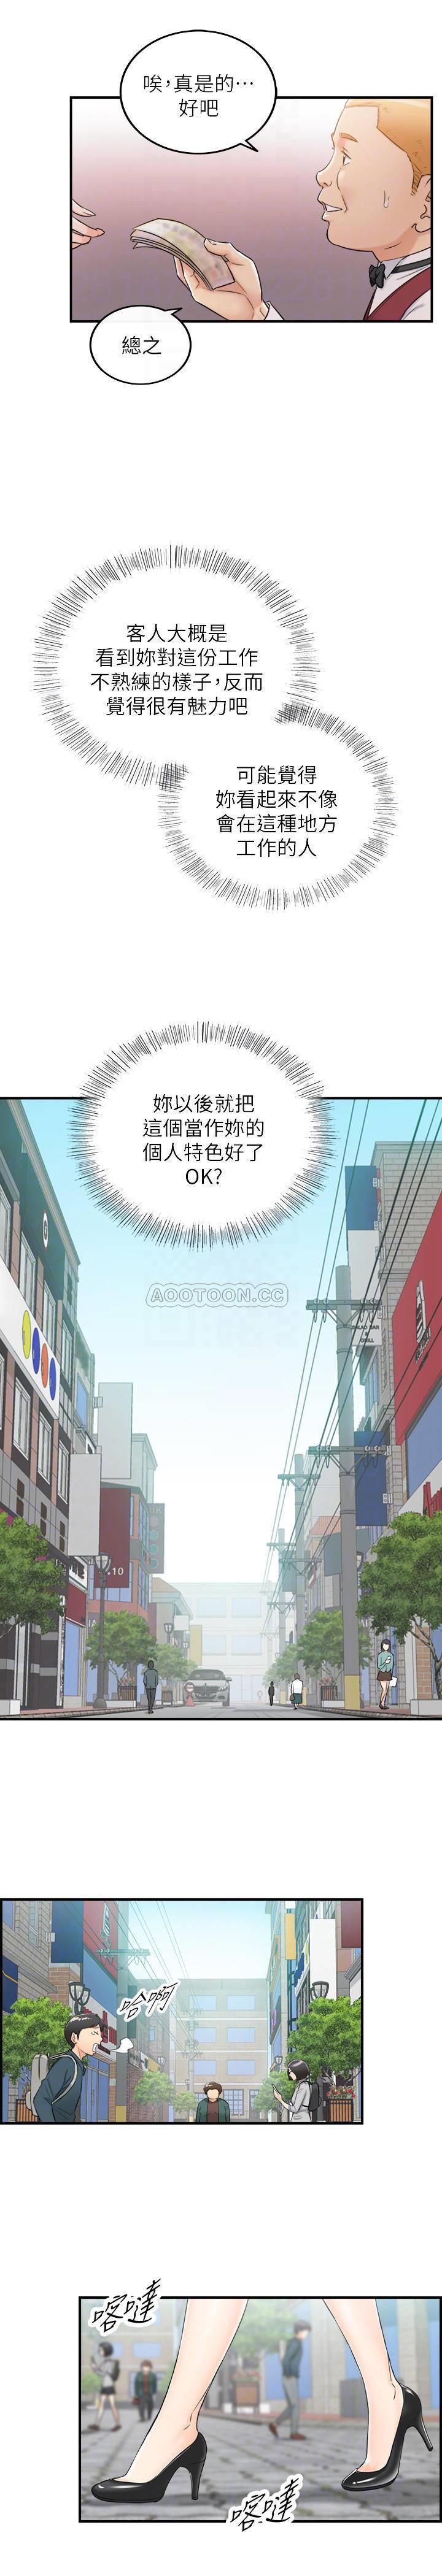 唉，真是的…
好吧
總之
客人大概是
看到妳對這份工作
不熟練的樣子，反而
覺得很有魅力吧
可能覺得
妳看起來不像
會在這種地方
工作的人
妳以後就把
這個當作妳的
個人特色好了
OK?
AOOTOON.CC
SALAD BAR
&
GRILL
10
哈啊
喀噠
喀噠